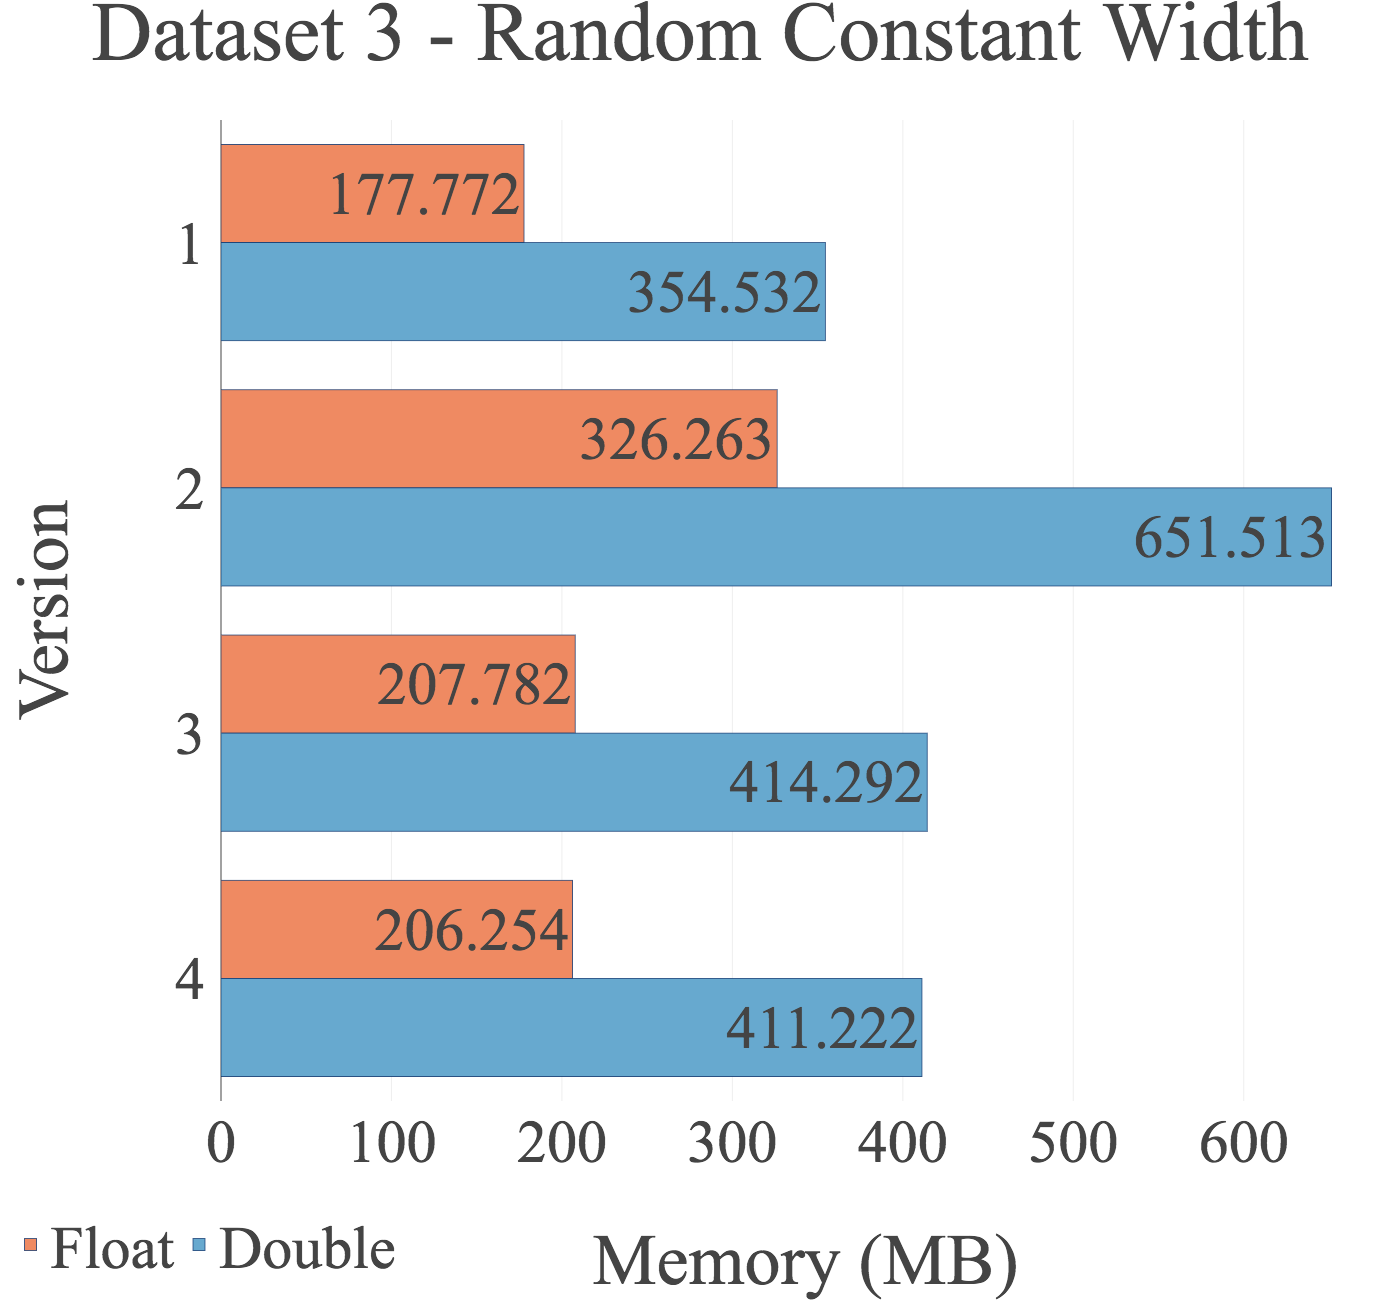 Dataset 3 - Random Constant Width
Version
1
177.772
354.532
2
326.263
651.513
3
207.782
414.292
4
206.254
411.222
0 100 200 300 400 500 600
Float Double
Memory (MB)